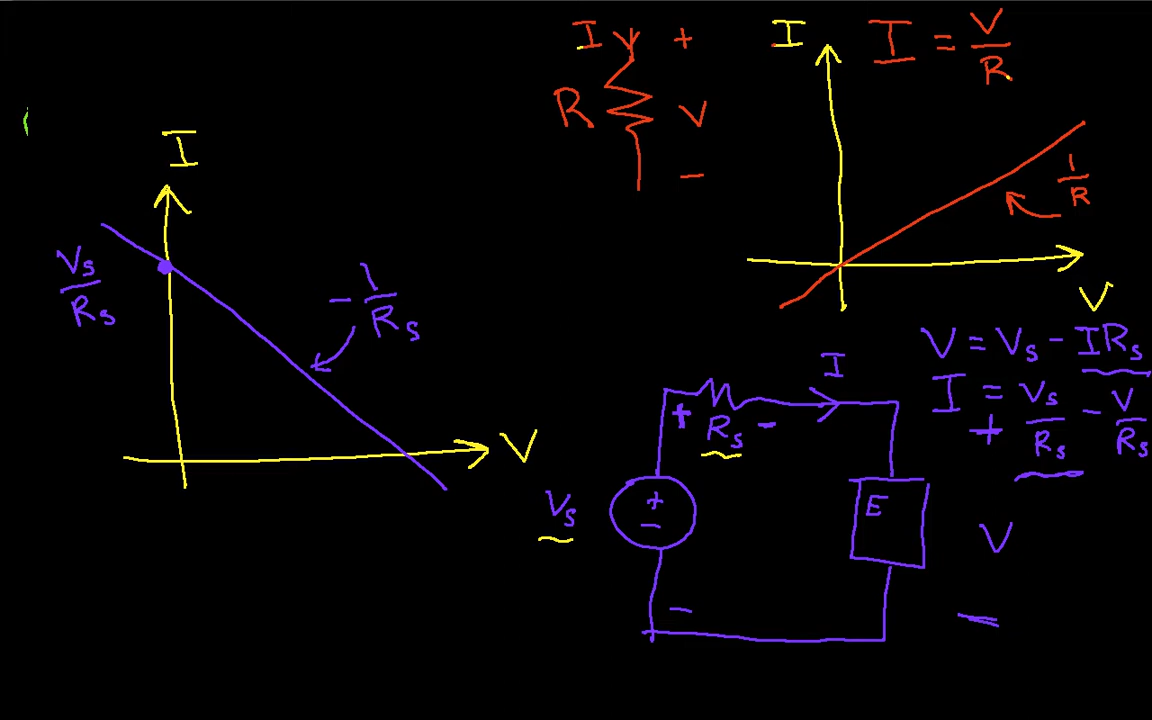 I + I I = V/R
R V
-
I
1/R
Vs/Rs
-1/Rs
V
V = Vs - IRs
I
I = Vs/Rs - V/Rs
+ Rs - +
V
Vs + - E V
- -